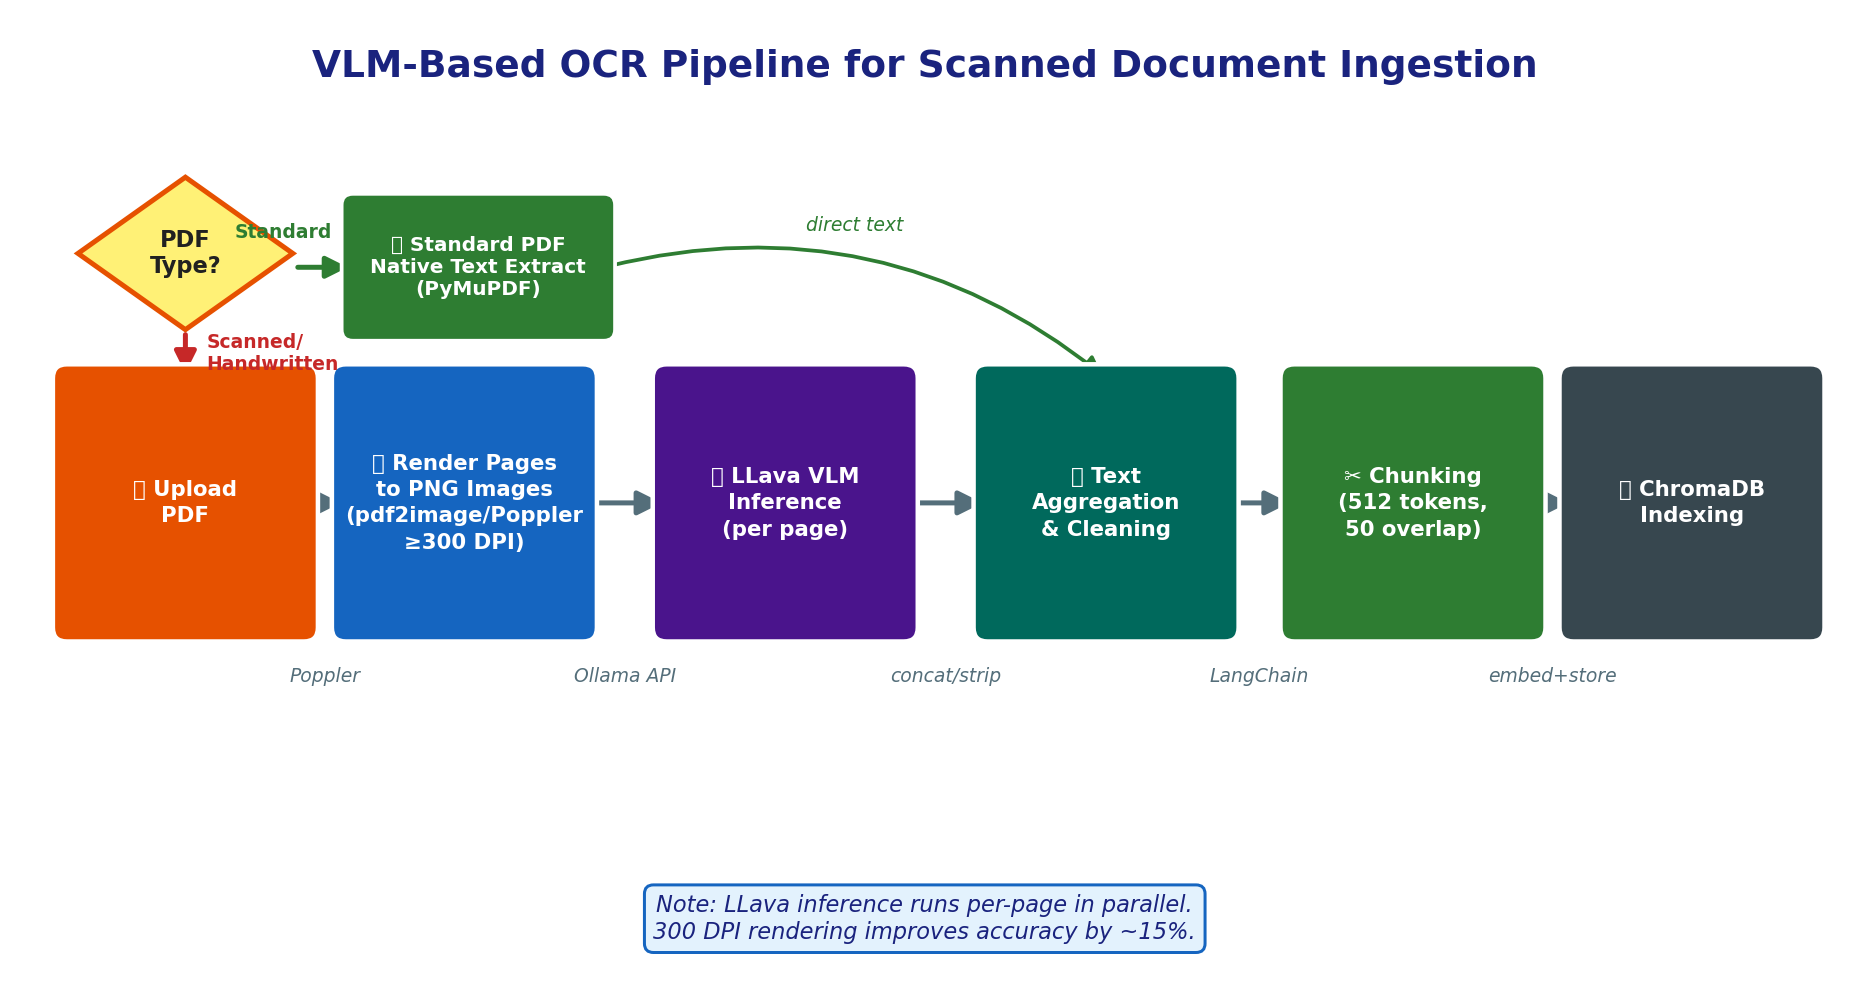 VLM-Based OCR Pipeline for Scanned Document Ingestion
PDF
Type?
Standard
Standard PDF
Native Text Extract
(PyMuPDF)
direct text
Scanned/
Handwritten
Upload
PDF
Render Pages
to PNG Images
(pdf2image/Poppler
≥300 DPI)
LLava VLM
Inference
(per page)
Text
Aggregation
& Cleaning
✂ Chunking
(512 tokens,
50 overlap)
ChromaDB
Indexing
Poppler
Ollama API
concat/strip
LangChain
embed+store
Note: LLava inference runs per-page in parallel.
300 DPI rendering improves accuracy by ~15%.